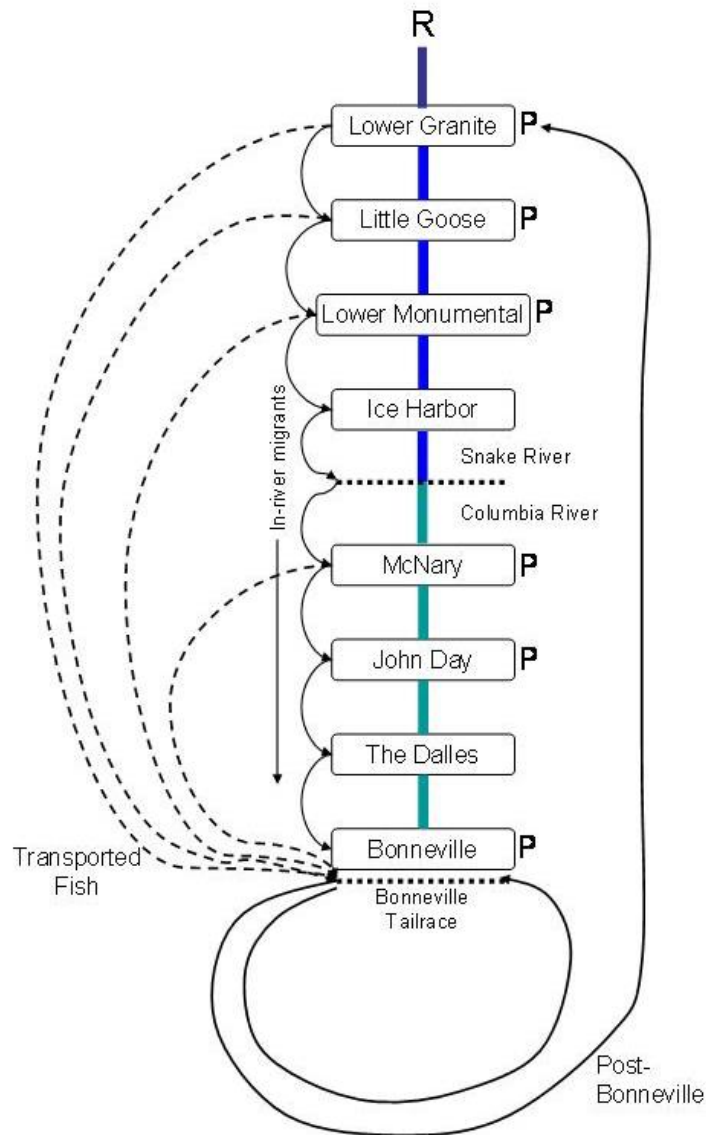 R
Lower Granite P
Little Goose P
Lower Monumental P
Ice Harbor
In-river migrants
Snake River
Columbia River
McNary P
John Day P
The Dalles
Bonneville P
Transported
Fish
Bonneville
Tailrace
Post-
Bonneville